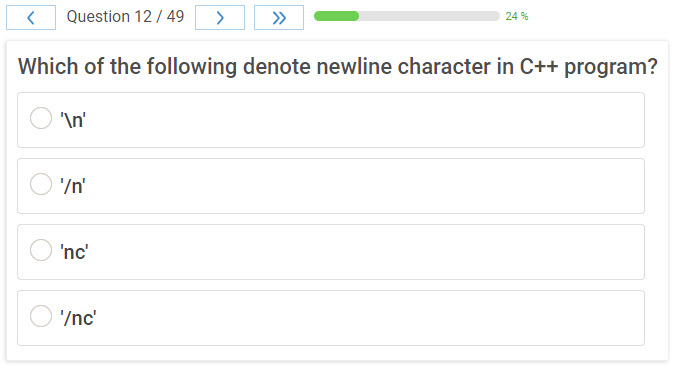 Question 12 / 49
24 %
Which of the following denote newline character in C++ program?
'\n'
'/n'
'nc'
'/nc'